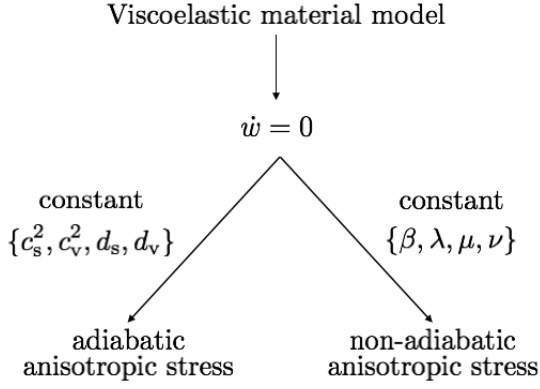 Viscoelastic material model
ẇ = 0
constant
{c_s^2, c_v^2, d_s, d_v}
constant
{β, λ, μ, ν}
adiabatic
anisotropic stress
non-adiabatic
anisotropic stress